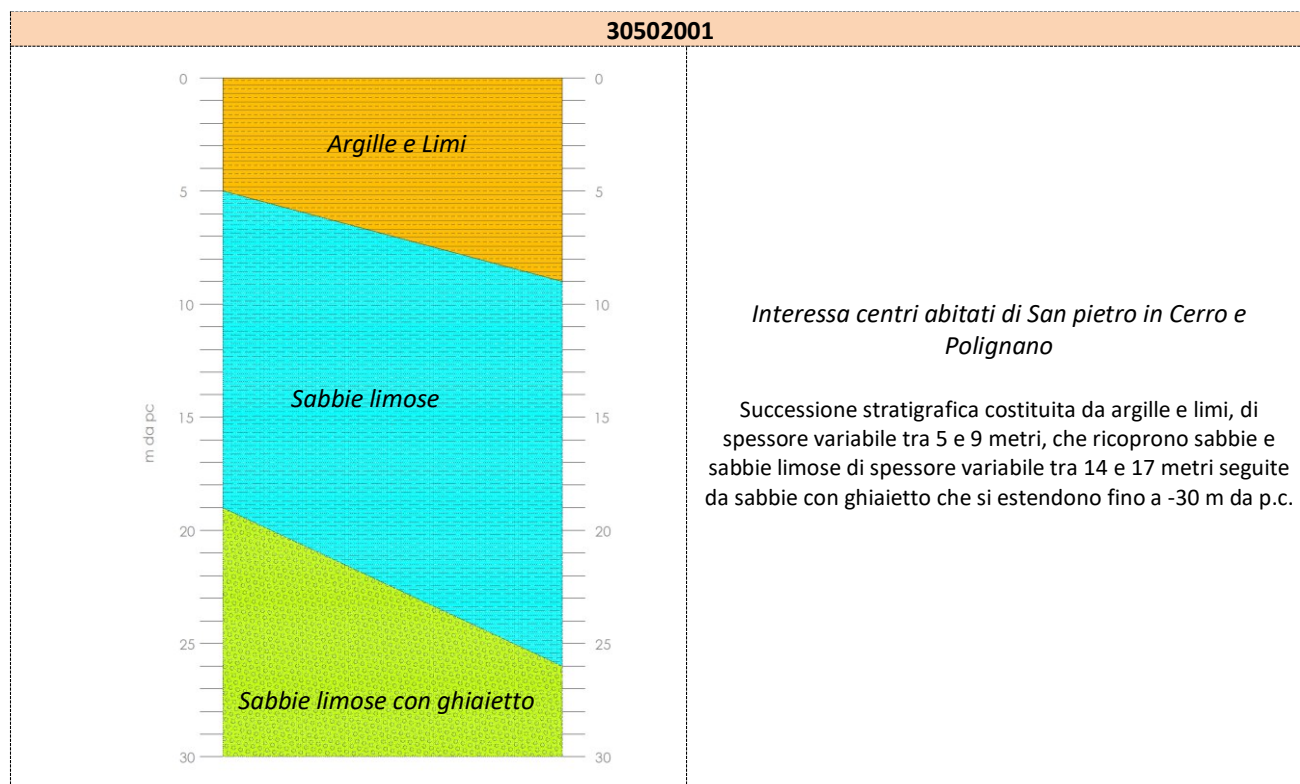 30502001
0
0
Argille e Limi
5
5
10
10
Sabbie limose
15
15
m da pc
20
20
25
25
Sabbie limose con ghiaietto
30
30
Interessa centri abitati di San pietro in Cerro e
Polignano
Successione stratigrafica costituita da argille e limi, di
spessore variabile tra 5 e 9 metri, che ricoprono sabbie e
sabbie limose di spessore variabile tra 14 e 17 metri seguite
da sabbie con ghiaietto che si estendono fino a -30 m da p.c.